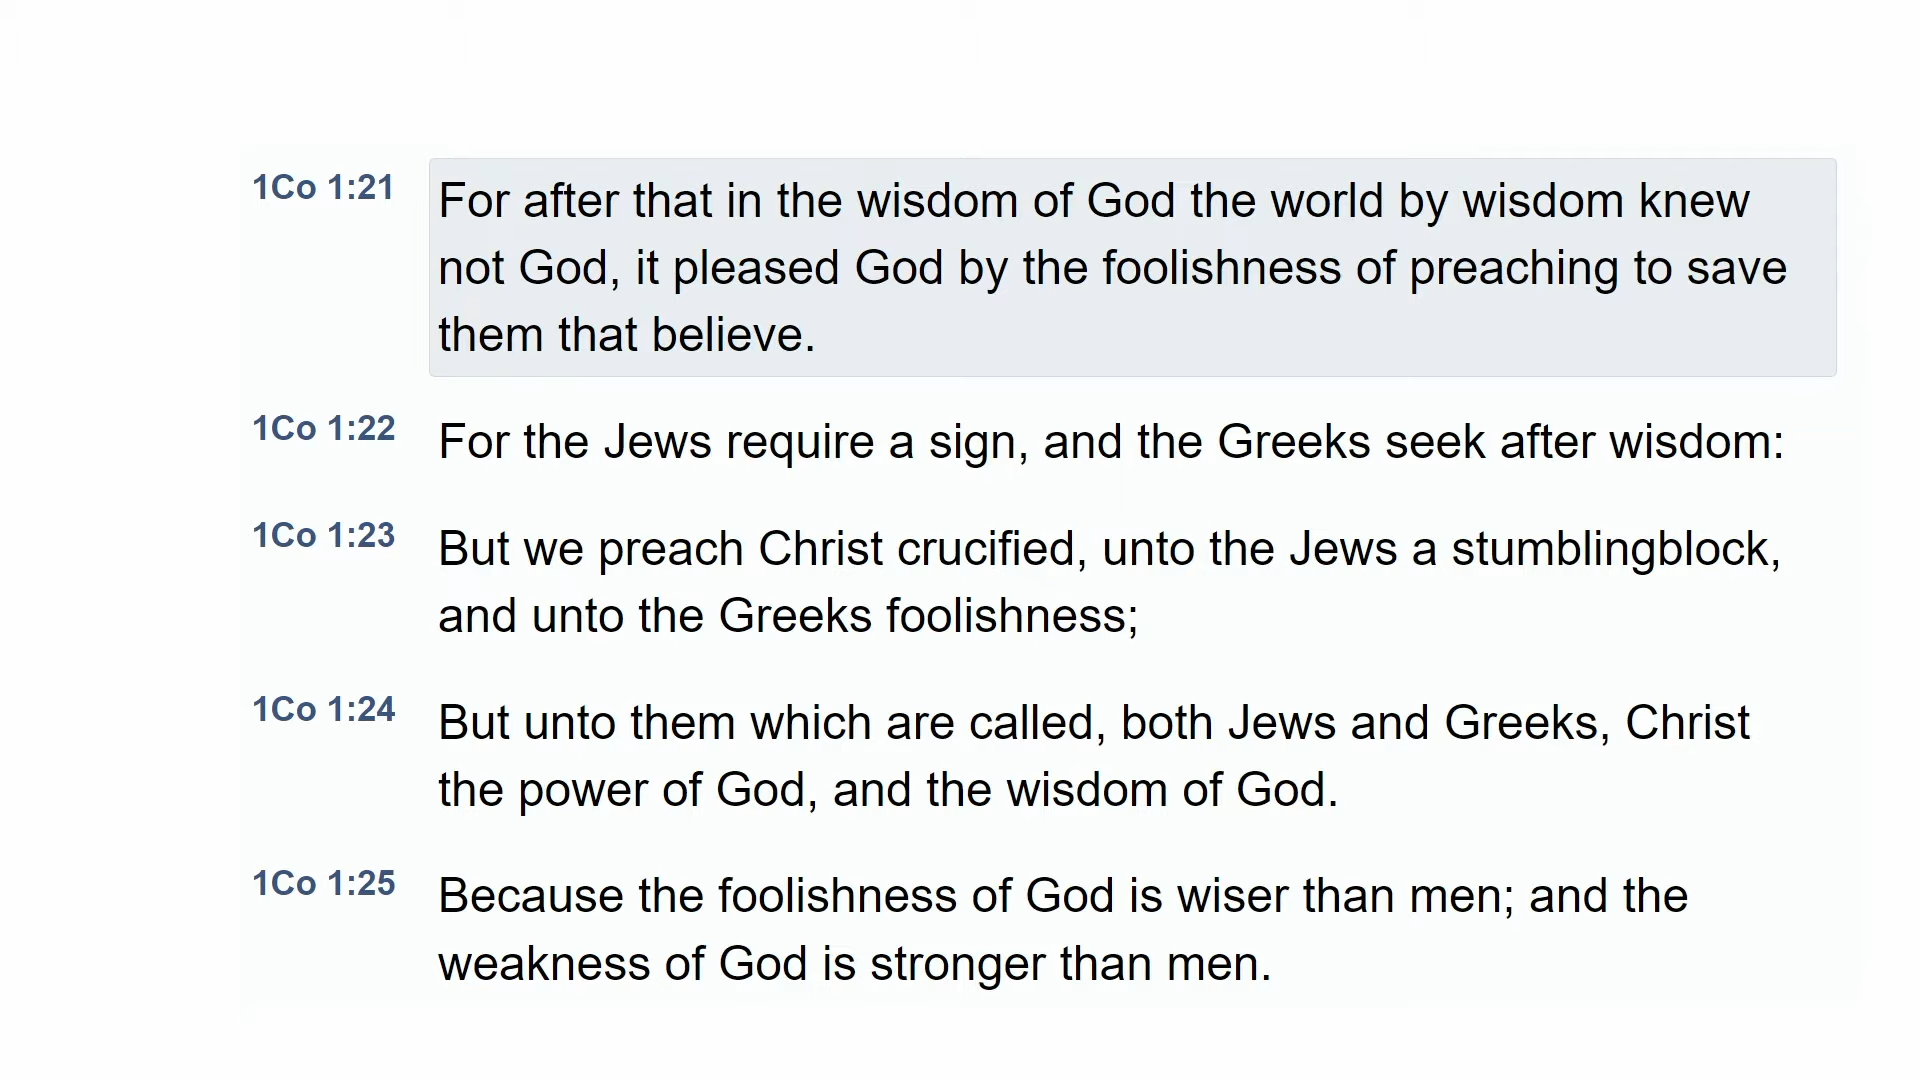 1Co 1:21 For after that in the wisdom of God the world by wisdom knew
not God, it pleased God by the foolishness of preaching to save
them that believe.
1Co 1:22 For the Jews require a sign, and the Greeks seek after wisdom:
1Co 1:23 But we preach Christ crucified, unto the Jews a stumblingblock,
and unto the Greeks foolishness;
1Co 1:24 But unto them which are called, both Jews and Greeks, Christ
the power of God, and the wisdom of God.
1Co 1:25 Because the foolishness of God is wiser than men; and the
weakness of God is stronger than men.